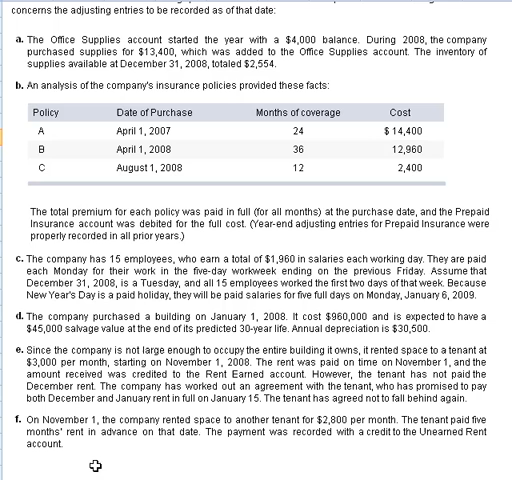 concerns the adjusting entries to be recorded as of that date:
a. The Office Supplies account started the year with a $4,000 balance. During 2008, the company
purchased supplies for $13,400, which was added to the Office Supplies account. The inventory of
supplies available at December 31, 2008, totaled $2,554.
b. An analysis of the company's insurance policies provided these facts:
Policy Date of Purchase Months of coverage Cost
A April 1, 2007 24 $ 14,400
B April 1, 2008 36 12,960
C August 1, 2008 12 2,400
The total premium for each policy was paid in full (for all months) at the purchase date, and the Prepaid
Insurance account was debited for the full cost. (Year-end adjusting entries for Prepaid Insurance were
properly recorded in all prior years.)
c. The company has 15 employees, who earn a total of $1,960 in salaries each working day. They are paid
each Monday for their work in the five-day workweek ending on the previous Friday. Assume that
December 31, 2008, is a Tuesday, and all 15 employees worked the first two days of that week. Because
New Year's Day is a paid holiday, they will be paid salaries for five full days on Monday, January 6, 2009.
d. The company purchased a building on January 1, 2008. It cost $960,000 and is expected to have a
$45,000 salvage value at the end of its predicted 30-year life. Annual depreciation is $30,500.
e. Since the company is not large enough to occupy the entire building it owns, it rented space to a tenant at
$3,000 per month, starting on November 1, 2008. The rent was paid on time on November 1, and the
amount received was credited to the Rent Earned account. However, the tenant has not paid the
December rent. The company has worked out an agreement with the tenant, who has promised to pay
both December and January rent in full on January 15. The tenant has agreed not to fall behind again.
f. On November 1, the company rented space to another tenant for $2,800 per month. The tenant paid five
months' rent in advance on that date. The payment was recorded with a credit to the Unearned Rent
account.